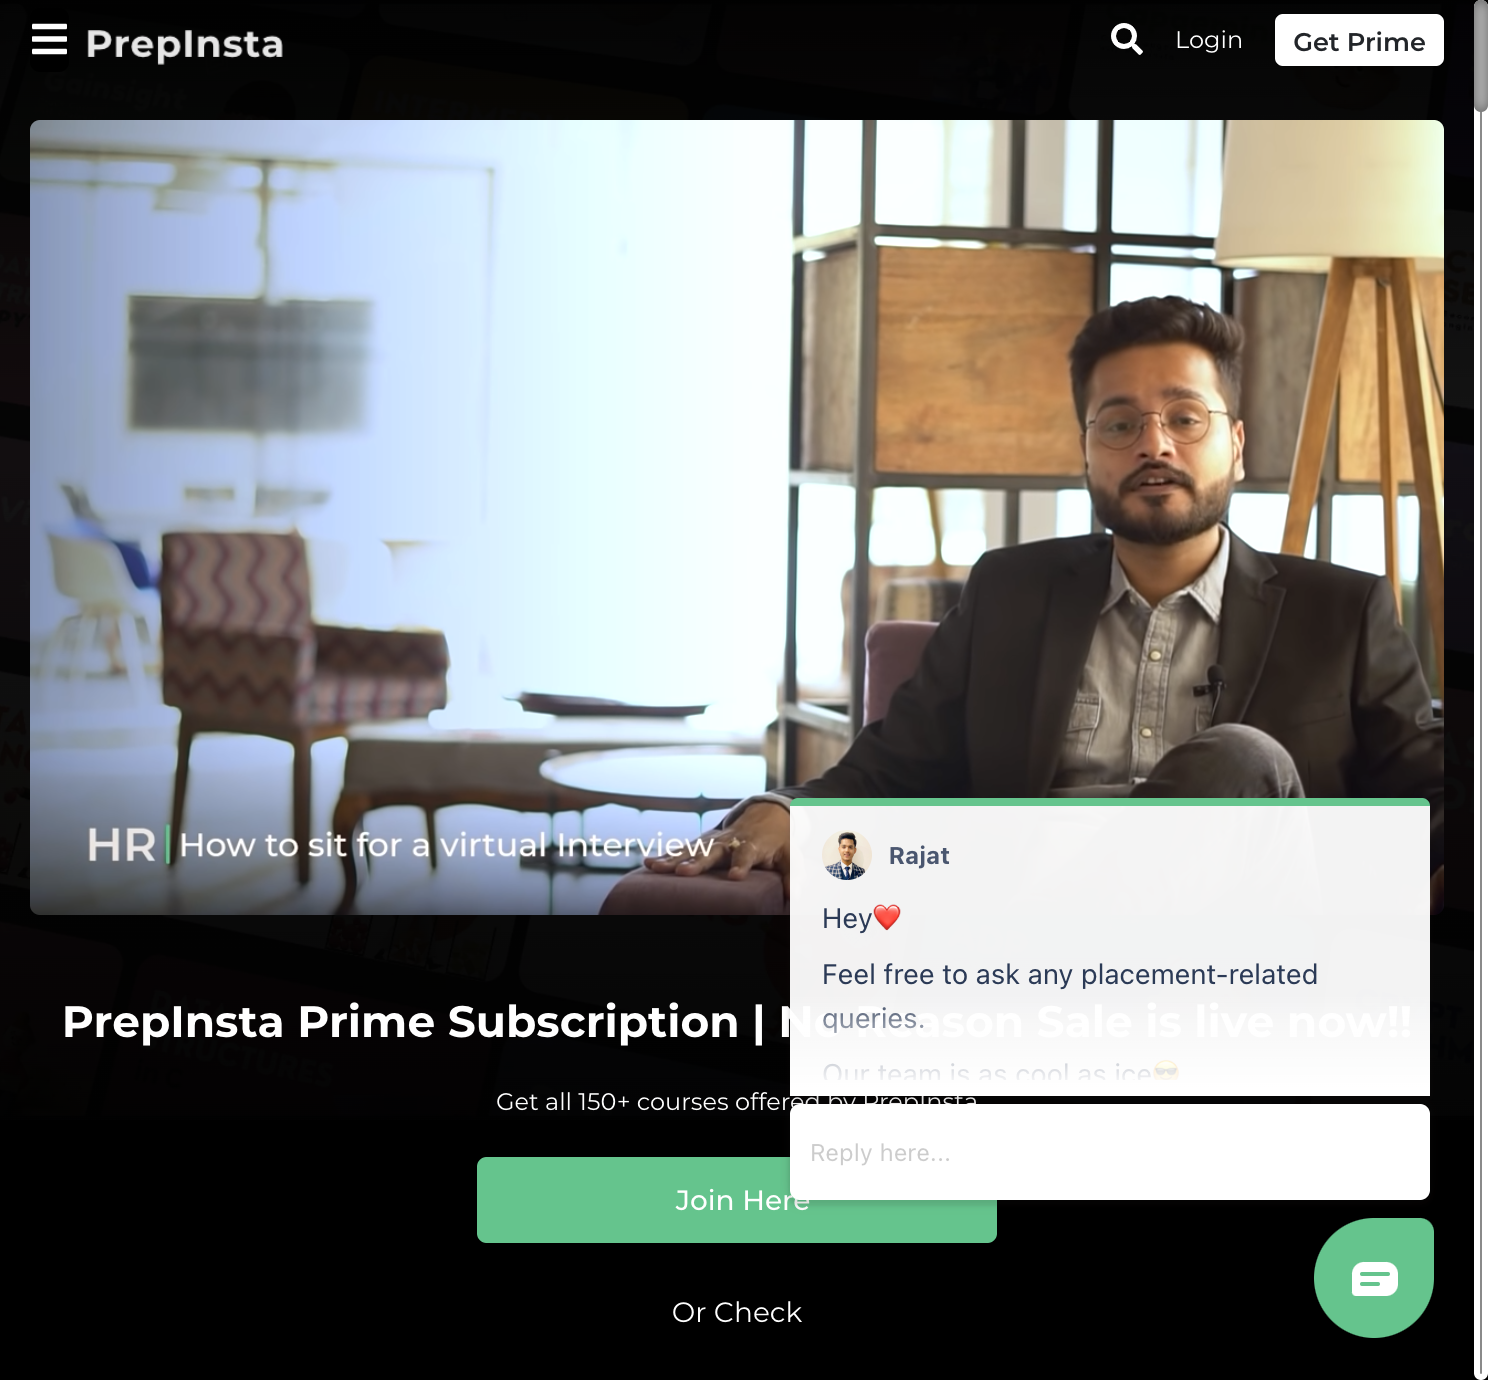 PrepInsta
Login
Get Prime
HR | How to sit for a virtual Interview
Rajat
Hey❤️
Feel free to ask any placement-related
queries.
Our team is as cool as ice😎
PrepInsta Prime Subscription | No Reason Sale is live now!!
Get all 150+ courses offered by PrepInsta
Reply here...
Join Here
Or Check